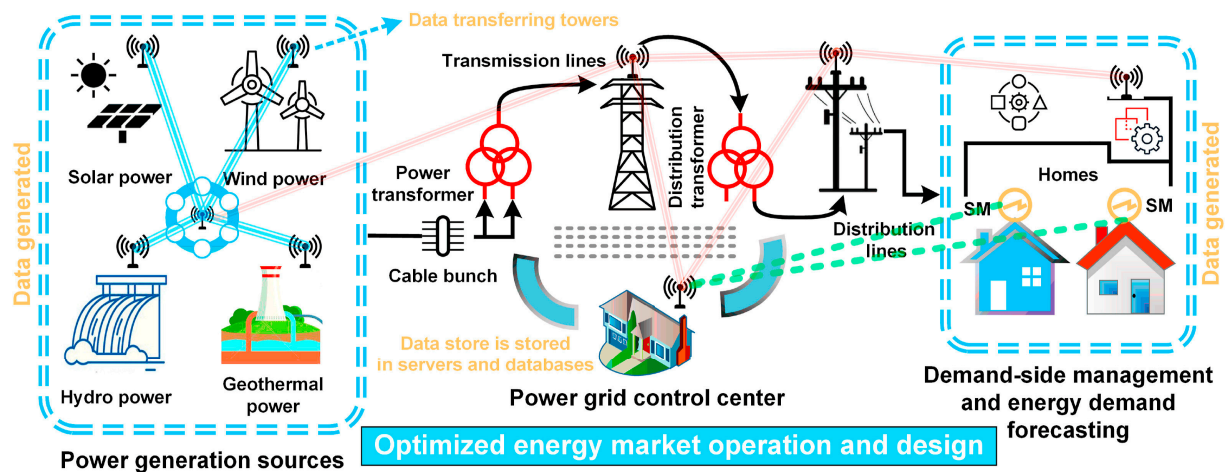 Data transferring towers
Data generated
Solar power
Wind power
Hydro power
Geothermal
power
Power generation sources
Transmission lines
Power
transformer
Cable bunch
Distribution
transformer
Distribution
lines
Data store is stored
in servers and databases
Power grid control center
Homes
SM
SM
Data generated
Demand-side management
and energy demand
forecasting
Optimized energy market operation and design